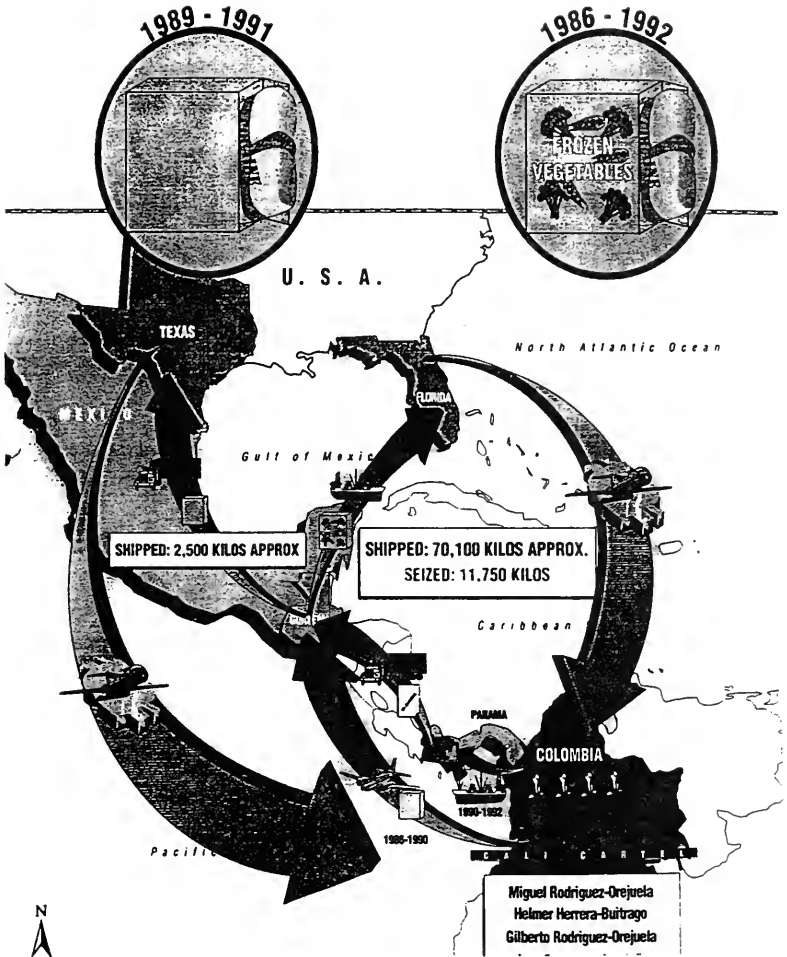 1989 - 1991
1986 - 1992
FROZEN
VEGETABLES
U. S. A.
TEXAS
North Atlantic Ocean
MEXICO
FLORIDA
Gulf of Mexic
SHIPPED: 2,500 KILOS APPROX
SHIPPED: 70,100 KILOS APPROX.
SEIZED: 11,750 KILOS
Caribbean
PANAMA
COLOMBIA
1990-1992
1986-1990
Pacific
CALI CARTEL
Miguel Rodriguez-Orejuela
Helmer Herrera-Buitrago
Gilberto Rodriguez-Orejuela
N